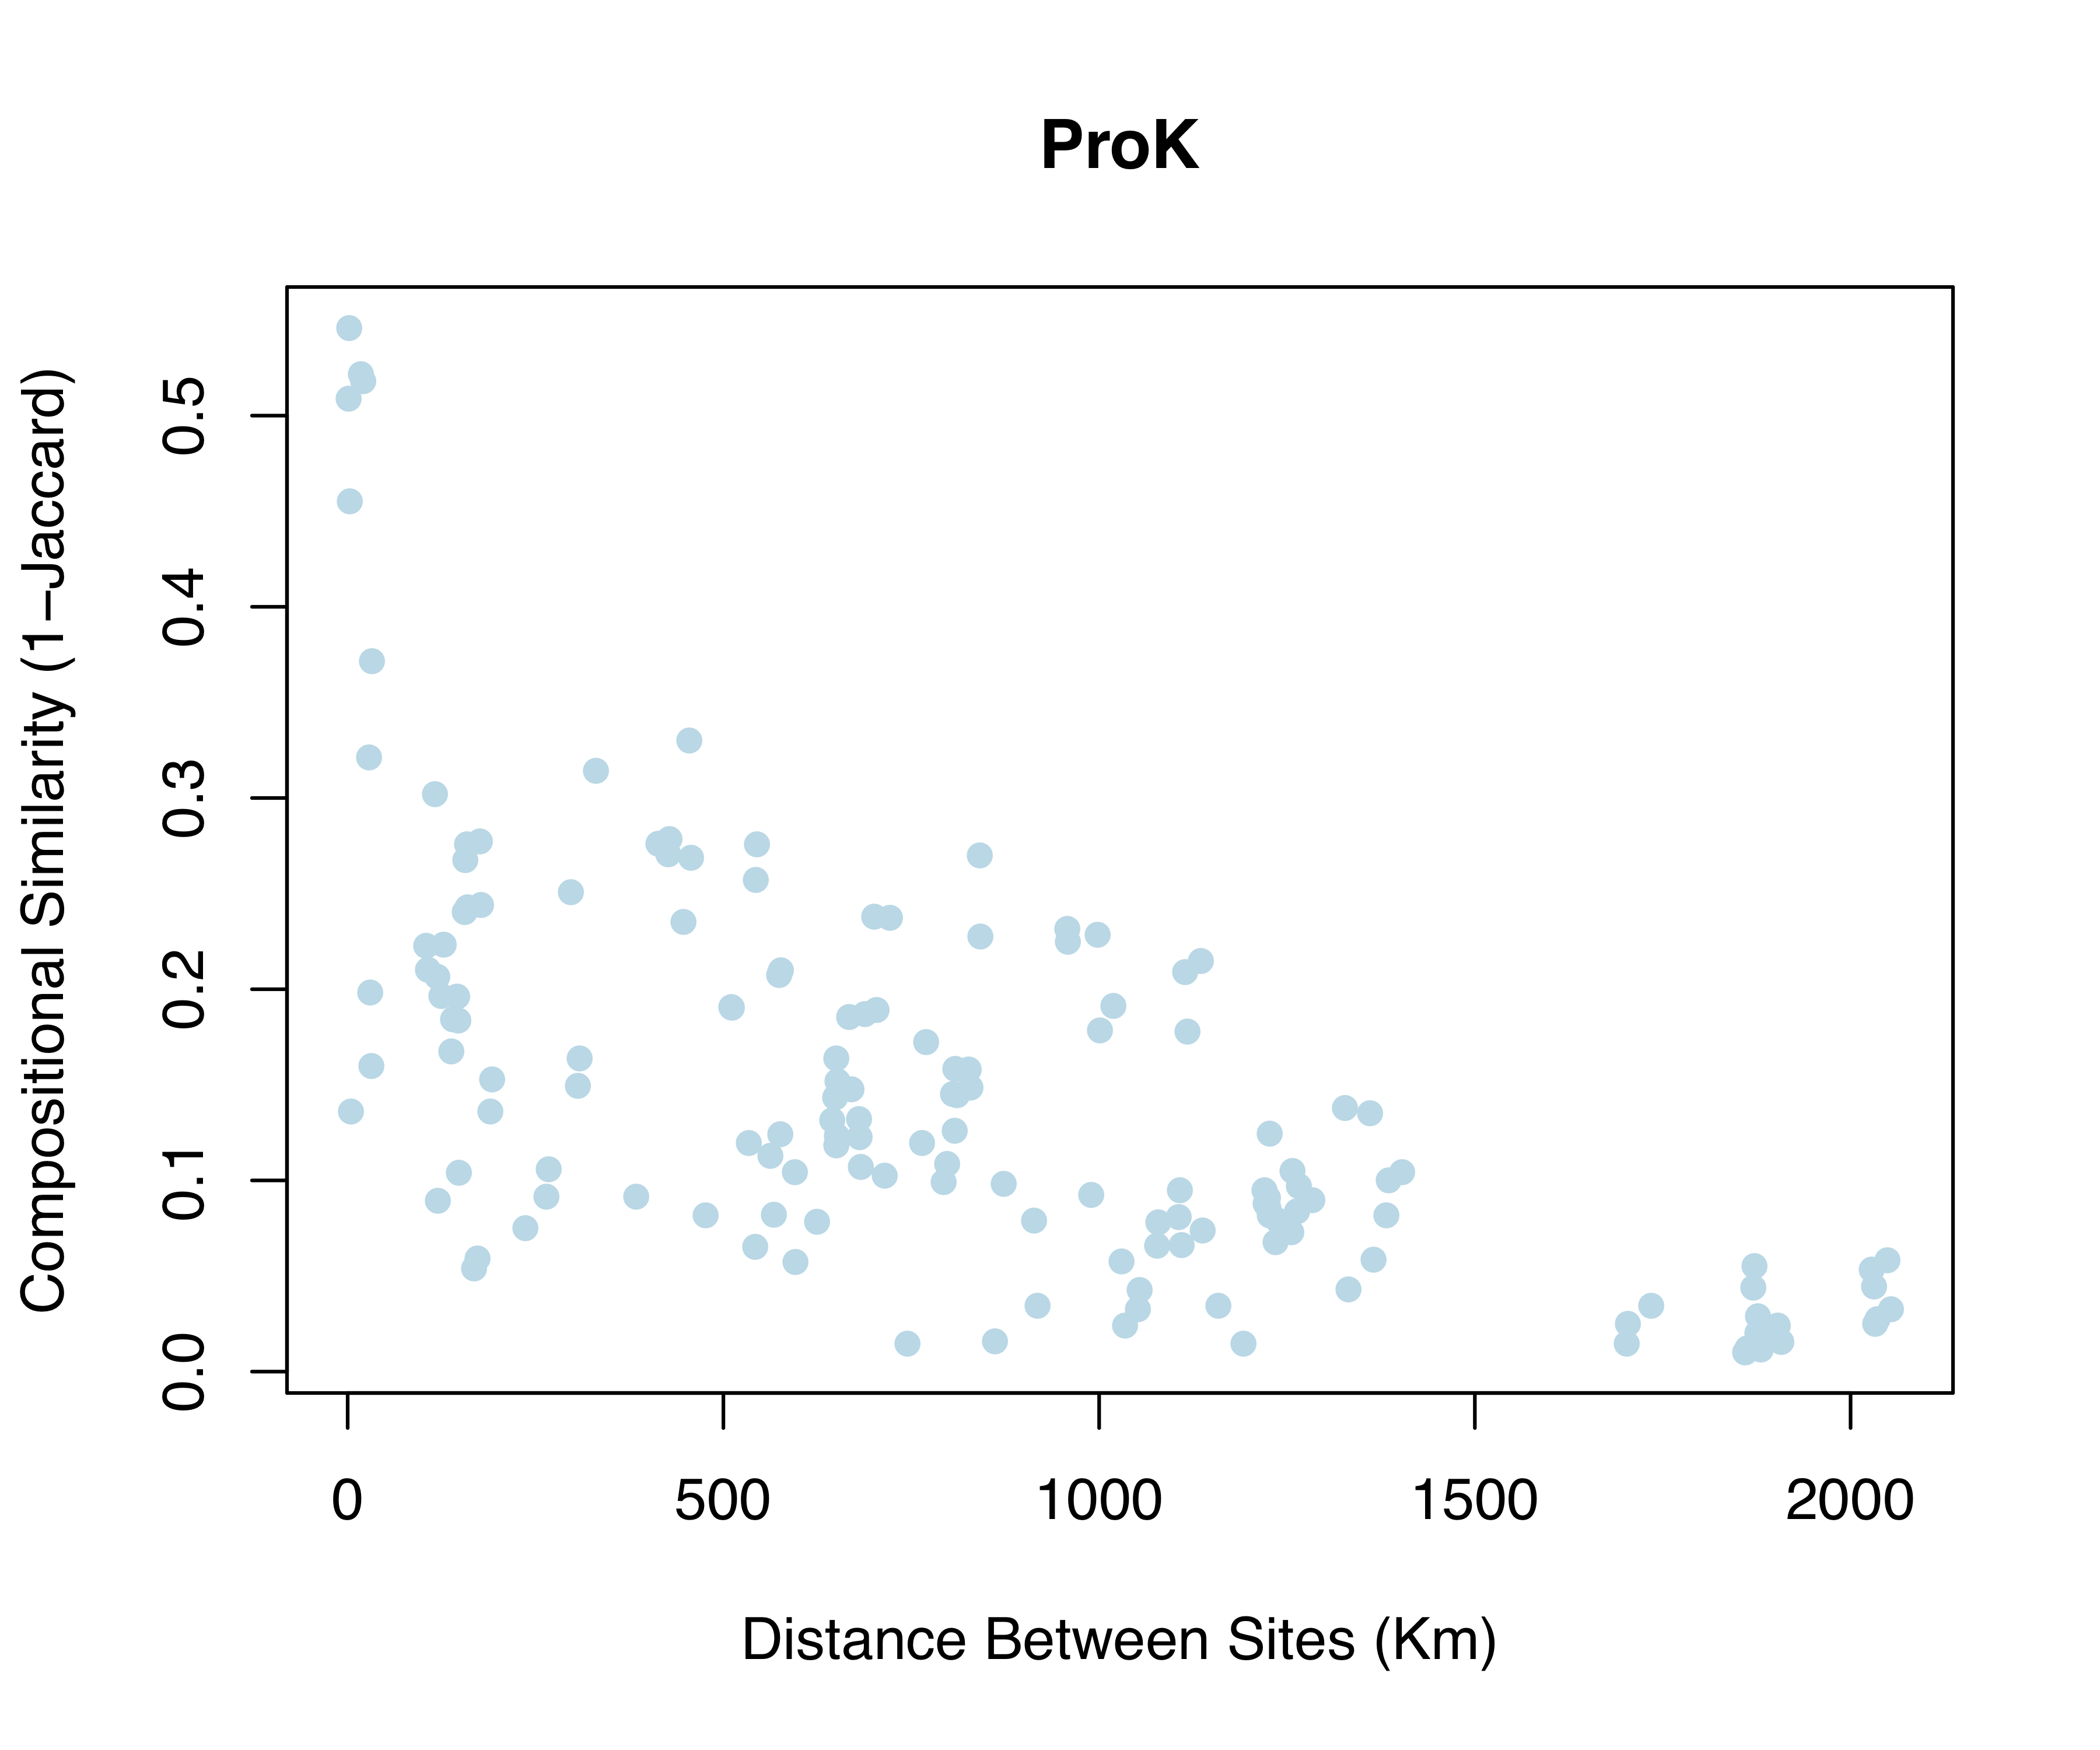 ProK
Compositional Similarity (1−Jaccard)
0.5
0.4
0.3
0.2
0.1
0.0
0 500 1000 1500 2000
Distance Between Sites (Km)